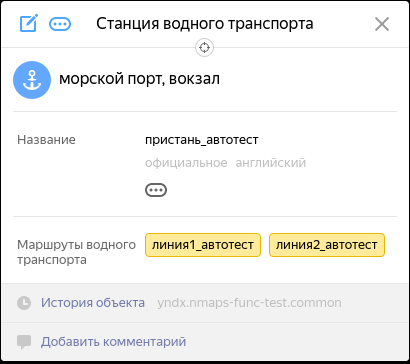 Станция водного транспорта
морской порт, вокзал
Название пристань_автотест
официальное английский
Маршруты водного транспорта линия1_автотест линия2_автотест
История объекта yndx.nmaps-func-test.common
Добавить комментарий